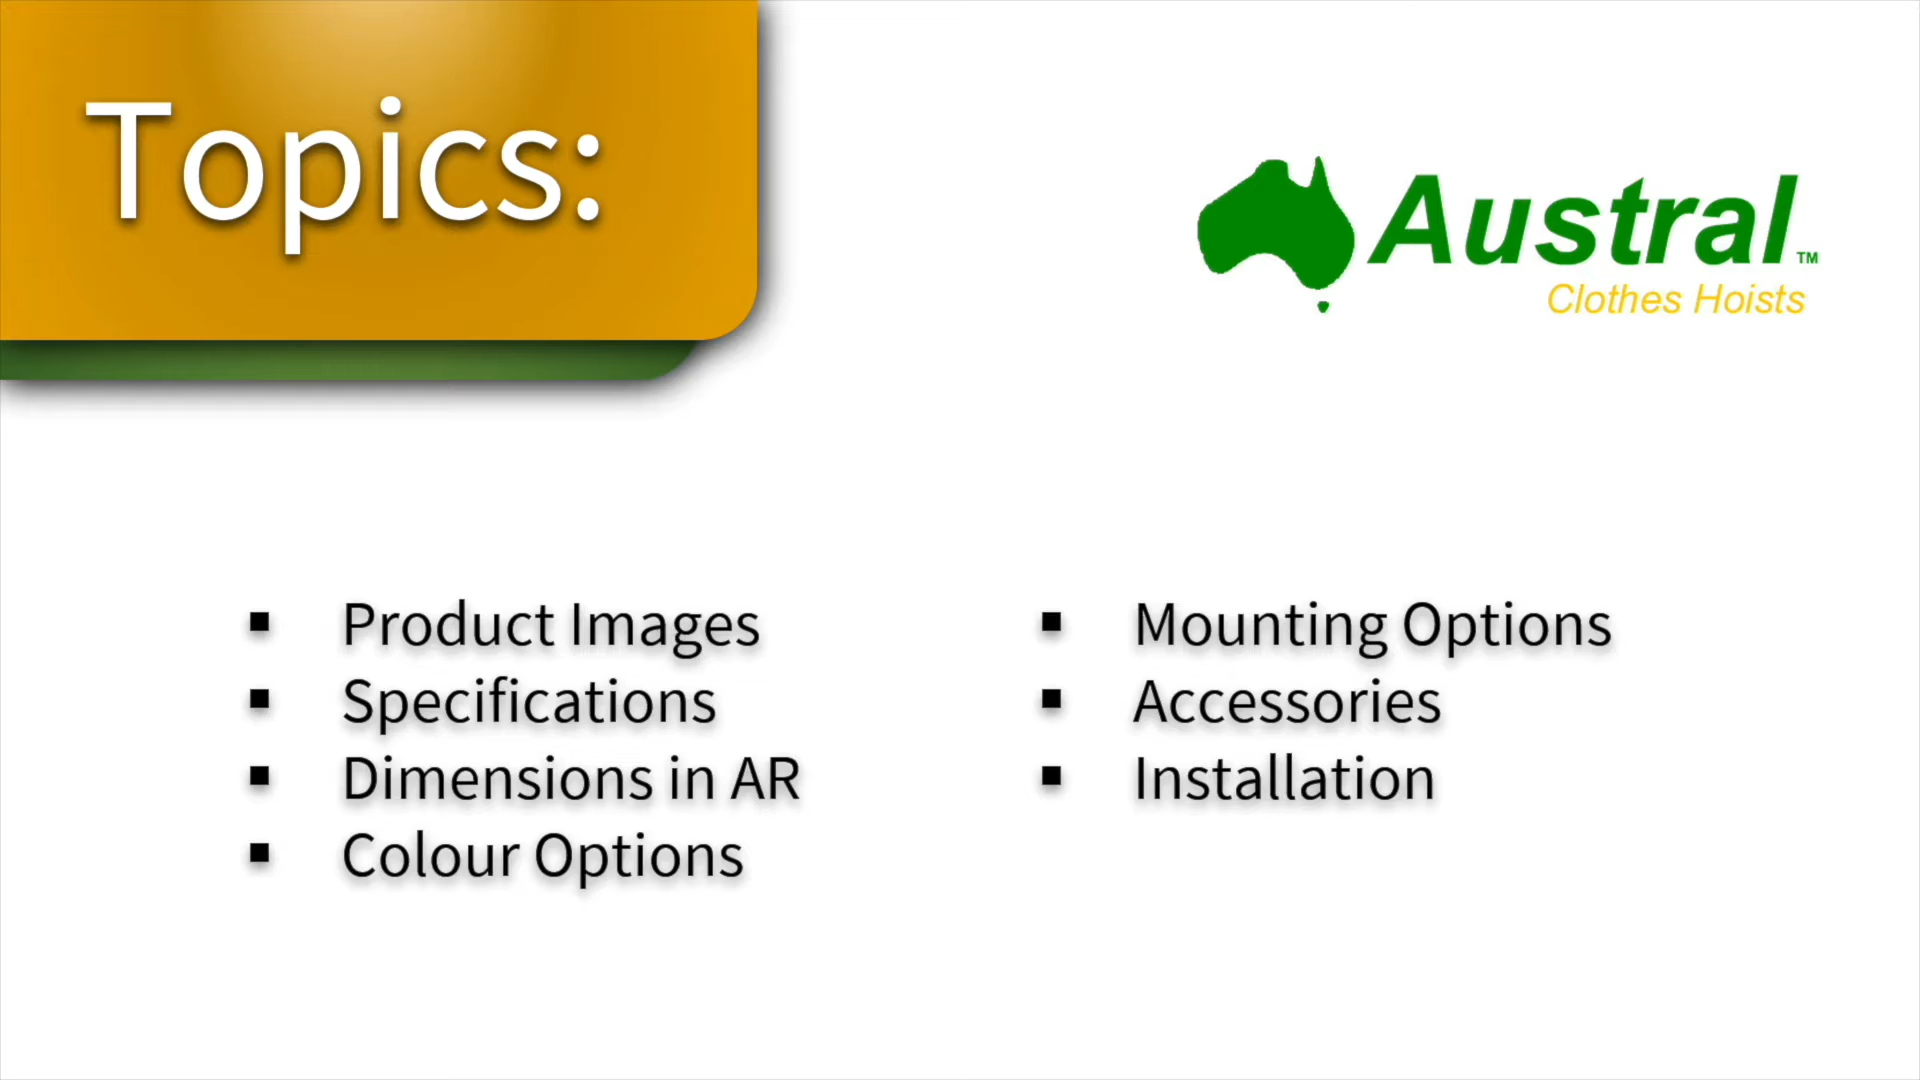 Topics:
Austral™
Clothes Hoists
▪ Product Images
▪ Specifications
▪ Dimensions in AR
▪ Colour Options
▪ Mounting Options
▪ Accessories
▪ Installation